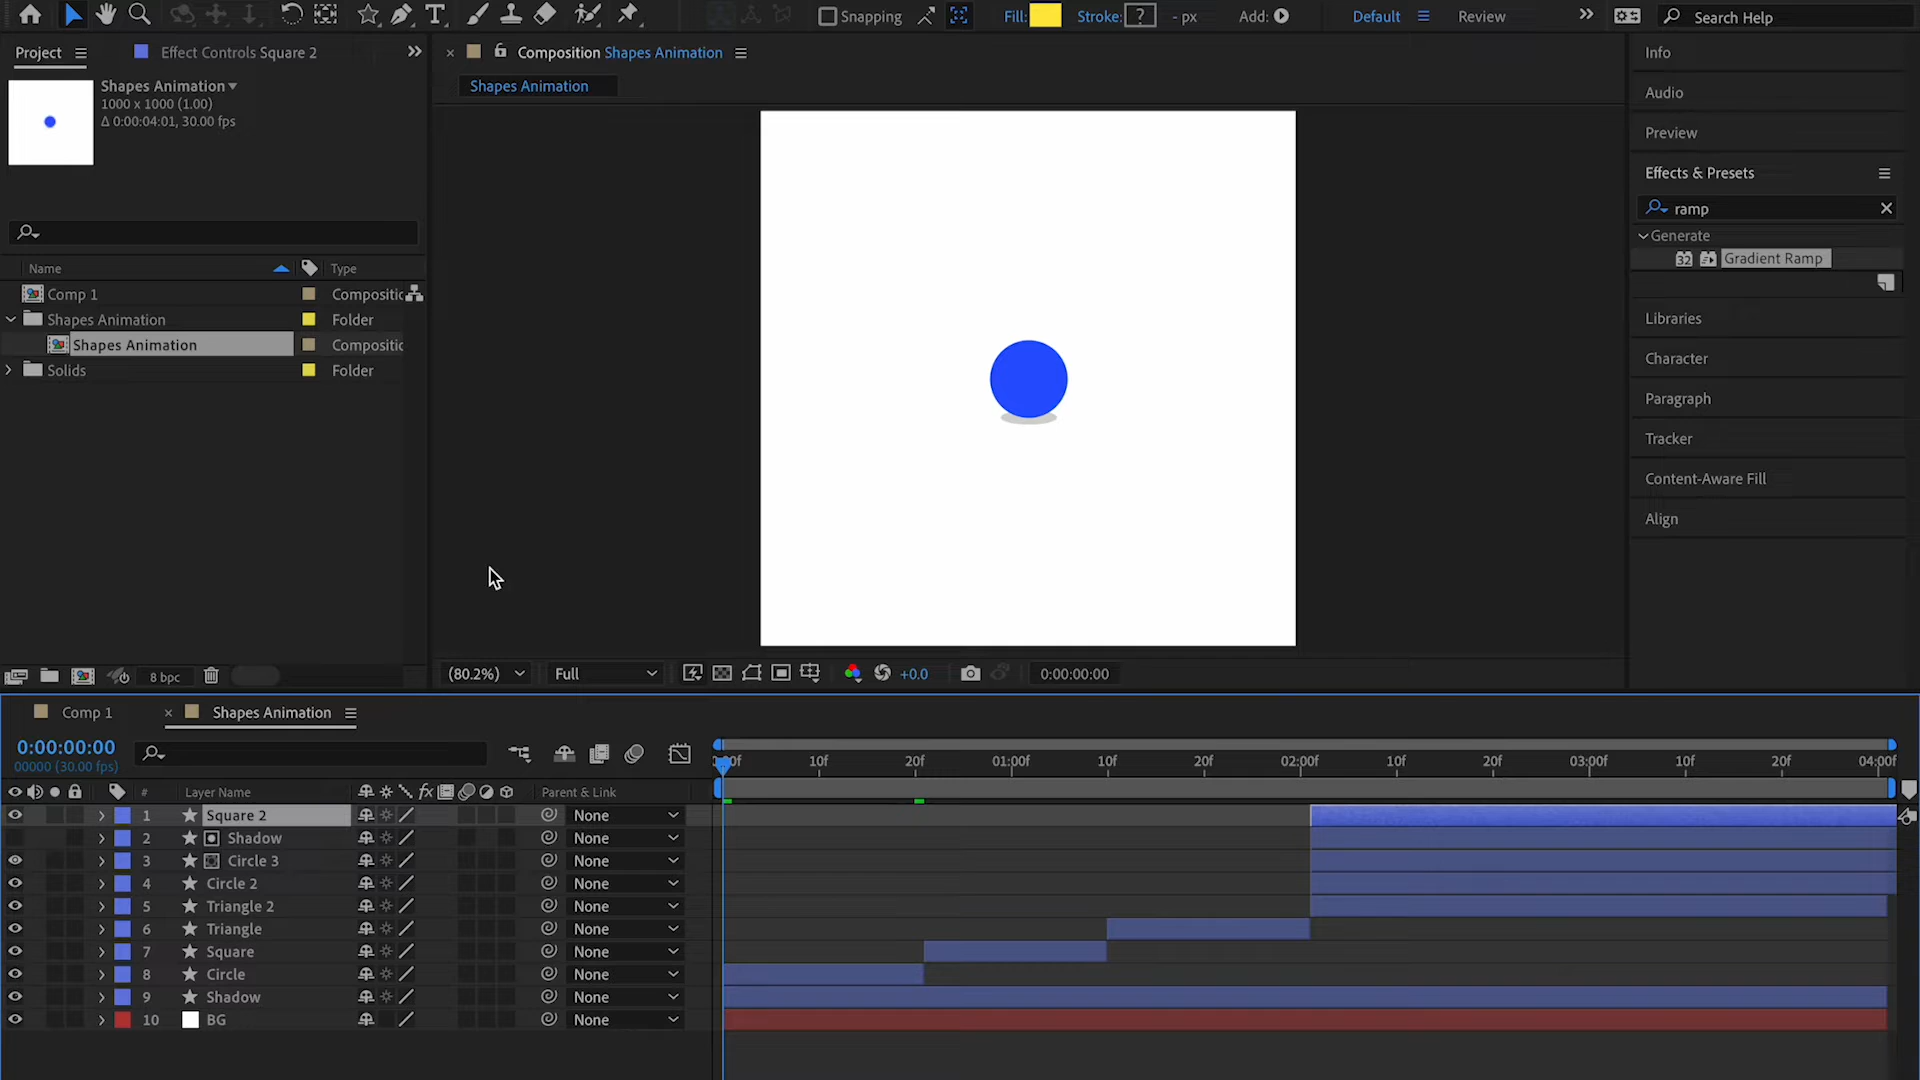 Snapping
Fill:
Stroke: ? - px
Add:
Default
Review
Search Help
Project
Effect Controls Square 2
Composition Shapes Animation
Shapes Animation
Shapes Animation
1000 x 1000 (1.00)
Δ 0:00:04:01, 30.00 fps
Name
Type
Comp 1
Compositic
Shapes Animation
Folder
Shapes Animation
Compositic
Solids
Folder
8 bpc
(80.2%)
Full
+0.0
0:00:00:00
Info
Audio
Preview
Effects & Presets
ramp
Generate
32
Gradient Ramp
Libraries
Character
Paragraph
Tracker
Content-Aware Fill
Align
Comp 1
Shapes Animation
0:00:00:00
00000 (30.00 fps)
10f 20f 01:00f 10f 20f 02:00f 10f 20f 03:00f 10f 20f 04:00f
# Layer Name fx Parent & Link
1 Square 2 None
2 Shadow None
3 Circle 3 None
4 Circle 2 None
5 Triangle 2 None
6 Triangle None
7 Square None
8 Circle None
9 Shadow None
10 BG None